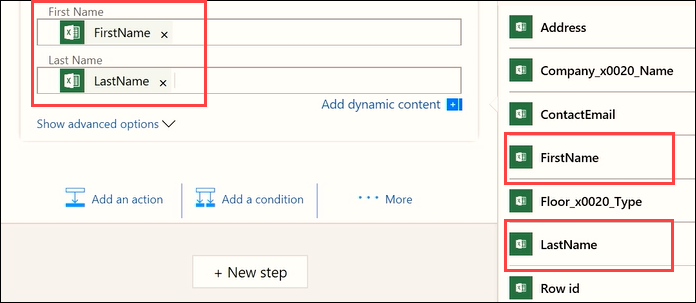 First Name
FirstName ×
Last Name
LastName ×
Add dynamic content
Show advanced options
Add an action
Add a condition
··· More
+ New step
Address
Company_x0020_Name
ContactEmail
FirstName
Floor_x0020_Type
LastName
Row id